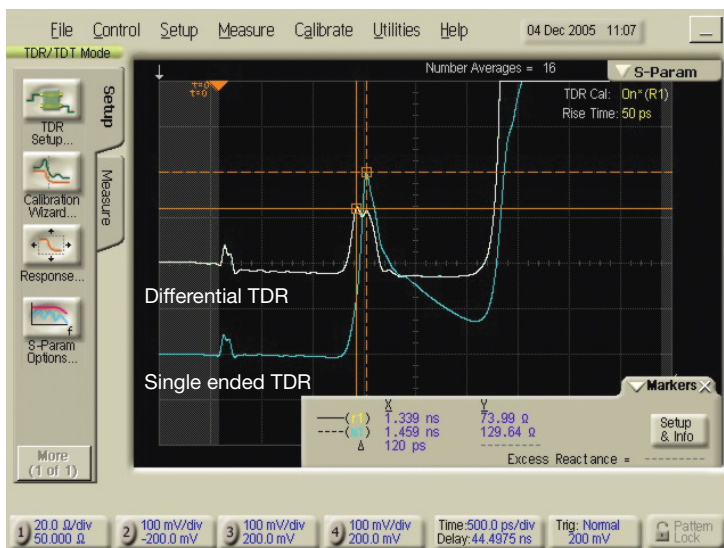 File Control Setup Measure Calibrate Utilities Help 04 Dec 2005 11:07
TDR/TDT Mode
Number Averages = 16
S-Param
TDR Cal: On*(R1)
Rise Time: 50 ps
t=0
t=0
Setup
Measure
TDR
Setup...
Calibration
Wizard...
Response...
S-Param
Options...
More
(1 of 1)
Differential TDR
Single ended TDR
Markers
X Y
(r1) 1.339 ns 73.99 Ω
1.459 ns 129.64 Ω
Δ 120 ps ---------
Excess Reactance = ---------
Setup
& Info
1) 20.0 Ω/div
50.000 Ω
2) 100 mV/div
-200.0 mV
3) 100 mV/div
200.0 mV
4) 100 mV/div
200.0 mV
Time:500.0 ps/div
Delay:44.4975 ns
Trig: Normal
200 mV
Pattern
Lock